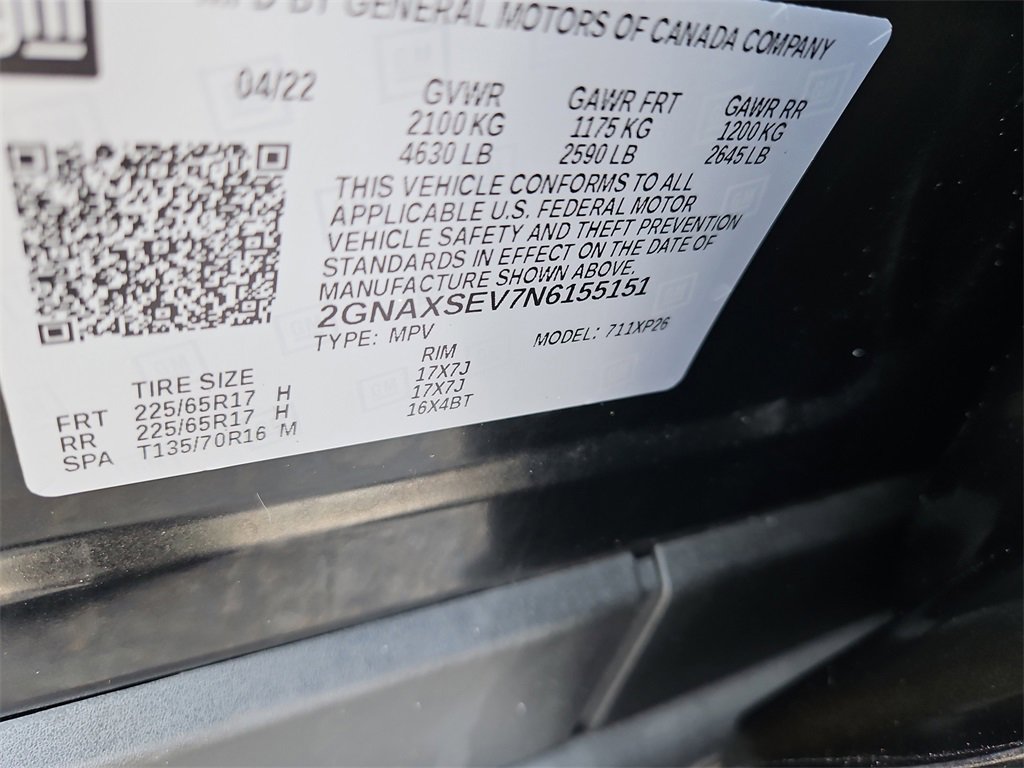 gm
MFD BY GENERAL MOTORS OF CANADA COMPANY
04/22
GVWR GAWR FRT GAWR RR
2100 KG 1175 KG 1200 KG
4630 LB 2590 LB 2645 LB
THIS VEHICLE CONFORMS TO ALL
APPLICABLE U.S. FEDERAL MOTOR
VEHICLE SAFETY AND THEFT PREVENTION
STANDARDS IN EFFECT ON THE DATE OF
MANUFACTURE SHOWN ABOVE.
2GNAXSEV7N6155151
TYPE: MPV MODEL: 711XP26
TIRE SIZE RIM
FRT 225/65R17 H 17X7J
RR 225/65R17 H 17X7J
SPA T135/70R16 M 16X4BT